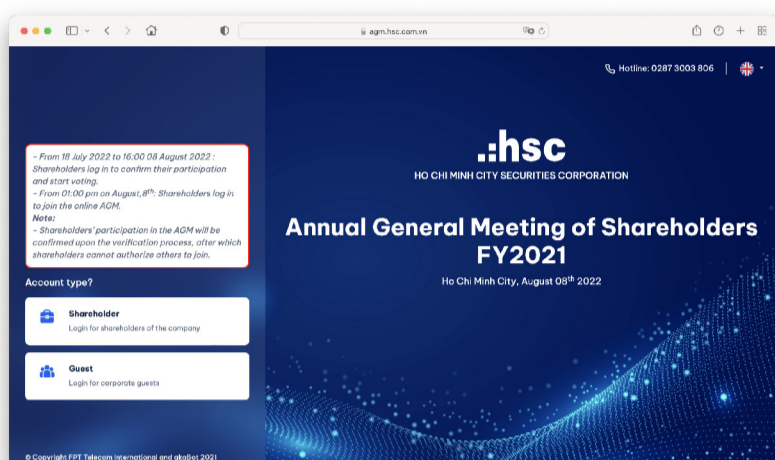 agm.hsc.com.vn
Hotline: 0287 3003 806
- From 18 July 2022 to 16:00 08 August 2022 :
Shareholders log in to confirm their participation
and start voting.
- From 01:00 pm on August,8th: Shareholders log in
to join the online AGM.
Note:
- Shareholders' participation in the AGM will be
confirmed upon the verification process, after which
shareholders cannot authorize others to join.
Account type?
Shareholder
Login for shareholders of the company
Guest
Login for corporate guests
© Copyright FPT Telecom International and akaBot 2021
.:hsc
HO CHI MINH CITY SECURITIES CORPORATION
Annual General Meeting of Shareholders
FY2021
Ho Chi Minh City, August 08th 2022